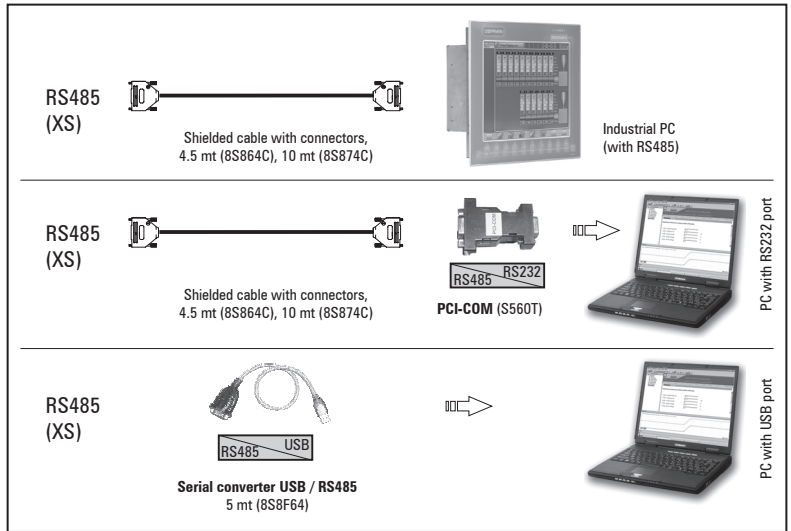 RS485
(XS)
Shielded cable with connectors,
4.5 mt (8S864C), 10 mt (8S874C)
Industrial PC
(with RS485)
RS485
(XS)
Shielded cable with connectors,
4.5 mt (8S864C), 10 mt (8S874C)
PCI-COM
RS485 RS232
PCI-COM (S560T)
PC with RS232 port
RS485
(XS)
RS485 USB
Serial converter USB / RS485
5 mt (8S8F64)
PC with USB port